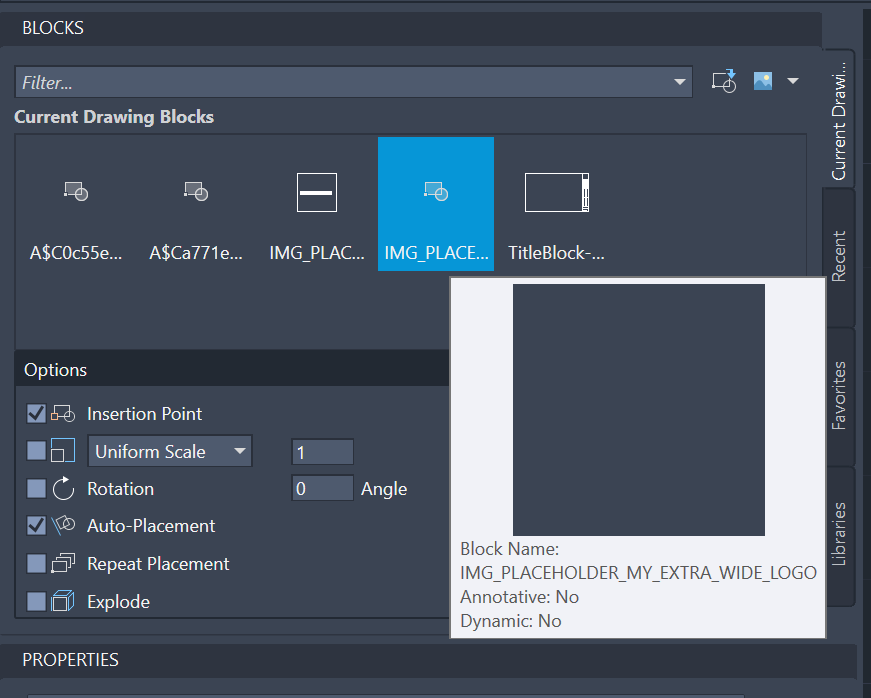 BLOCKS
Filter...
Current Drawing Blocks
A$C0c55e...
A$Ca771e...
IMG_PLAC...
IMG_PLACE...
TitleBlock-...
Options
Insertion Point
Uniform Scale 1
Rotation 0 Angle
Auto-Placement
Repeat Placement
Explode
Block Name:
IMG_PLACEHOLDER_MY_EXTRA_WIDE_LOGO
Annotative: No
Dynamic: No
Current Drawi...
Recent
Favorites
Libraries
PROPERTIES